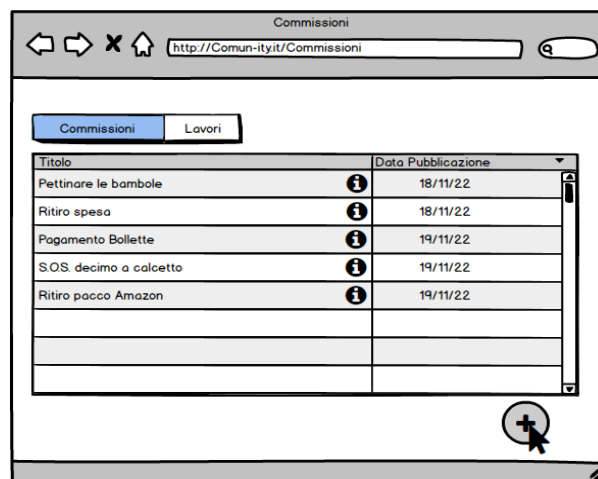 Commissioni
http://Comun-ity.it/Commissioni
Commissioni Lavori
Titolo Data Pubblicazione
Pettinare le bambole 18/11/22
Ritiro spesa 18/11/22
Pagamento Bollette 19/11/22
S.O.S. decimo a calcetto 19/11/22
Ritiro pacco Amazon 19/11/22